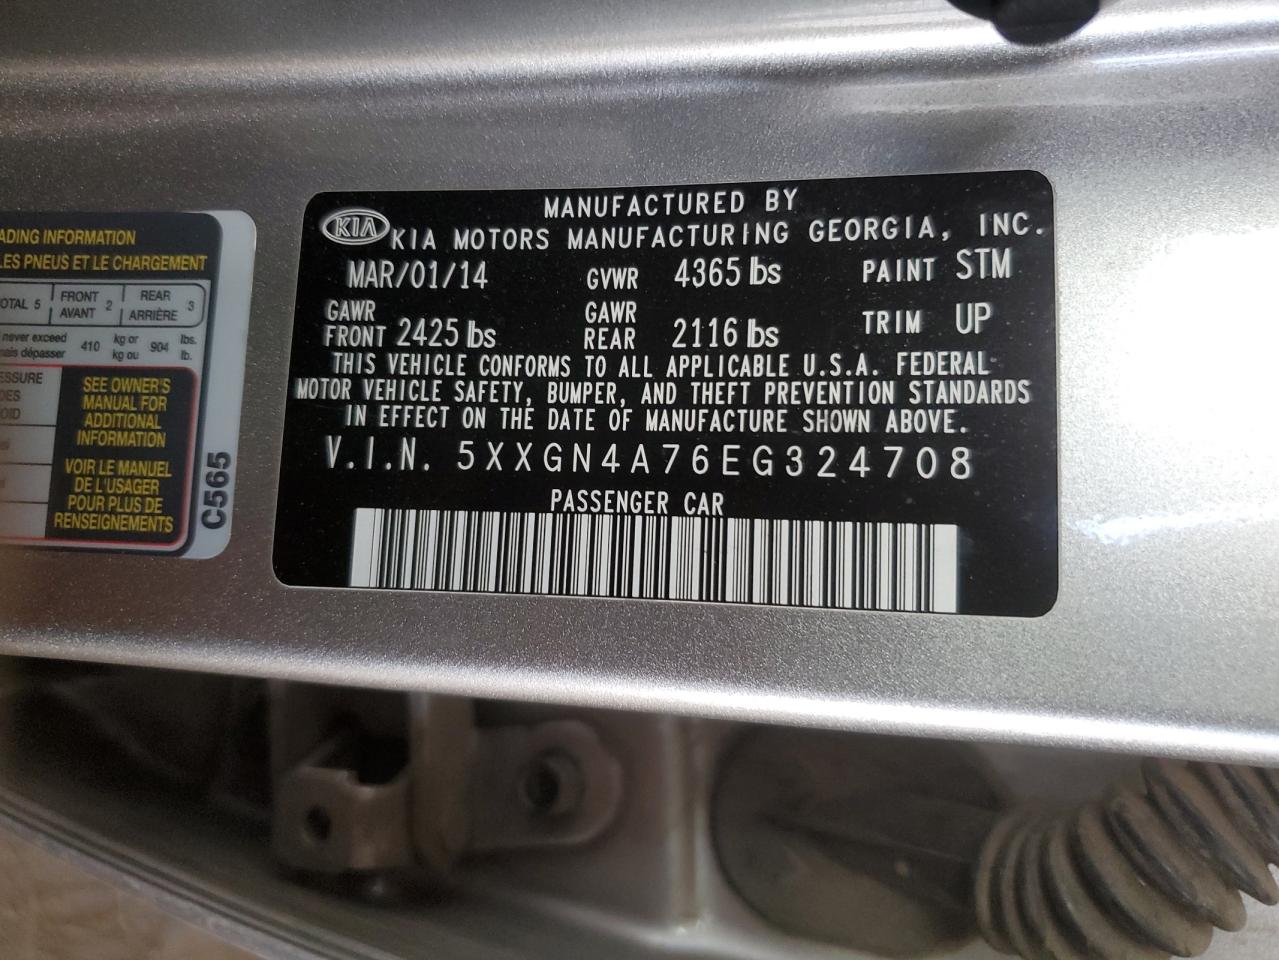 ADING INFORMATION
LES PNEUS ET LE CHARGEMENT
OTAL 5 FRONT AVANT 2 REAR ARRIÈRE 3
never exceed 410 kg or 904 lbs.
mais dépasser kg ou lb.
SEE OWNER'S
MANUAL FOR
ADDITIONAL
INFORMATION
VOIR LE MANUEL
DE L'USAGER
POUR PLUS DE
RENSEIGNEMENTS
C565
MANUFACTURED BY
KIA KIA MOTORS MANUFACTURING GEORGIA, INC.
MAR/01/14 GVWR 4365 lbs PAINT STM
GAWR FRONT 2425 lbs GAWR REAR 2116 lbs TRIM UP
THIS VEHICLE CONFORMS TO ALL APPLICABLE U.S.A. FEDERAL
MOTOR VEHICLE SAFETY, BUMPER, AND THEFT PREVENTION STANDARDS
IN EFFECT ON THE DATE OF MANUFACTURE SHOWN ABOVE.
V.I.N. 5XXGN4A76EG324708
PASSENGER CAR